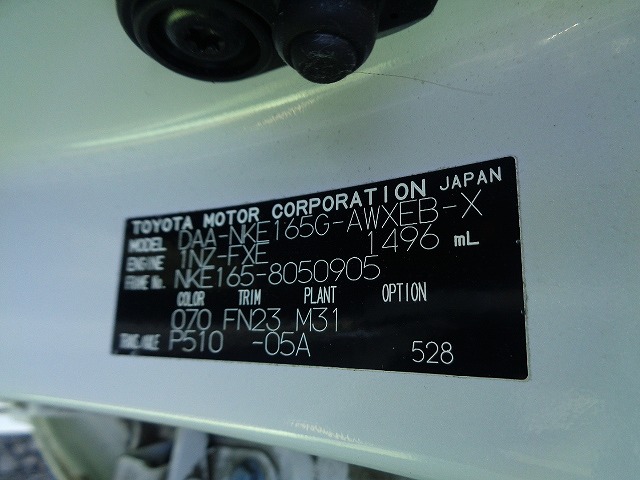 TOYOTA MOTOR CORPORATION JAPAN
MODEL DAA-NKE165G-AWXEB-X
ENGINE 1NZ-FXE 1496 mL
FRAME No. NKE165-8050905
COLOR TRIM PLANT OPTION
070 FN23 M31
TRANS./AXLE P510 -05A 528